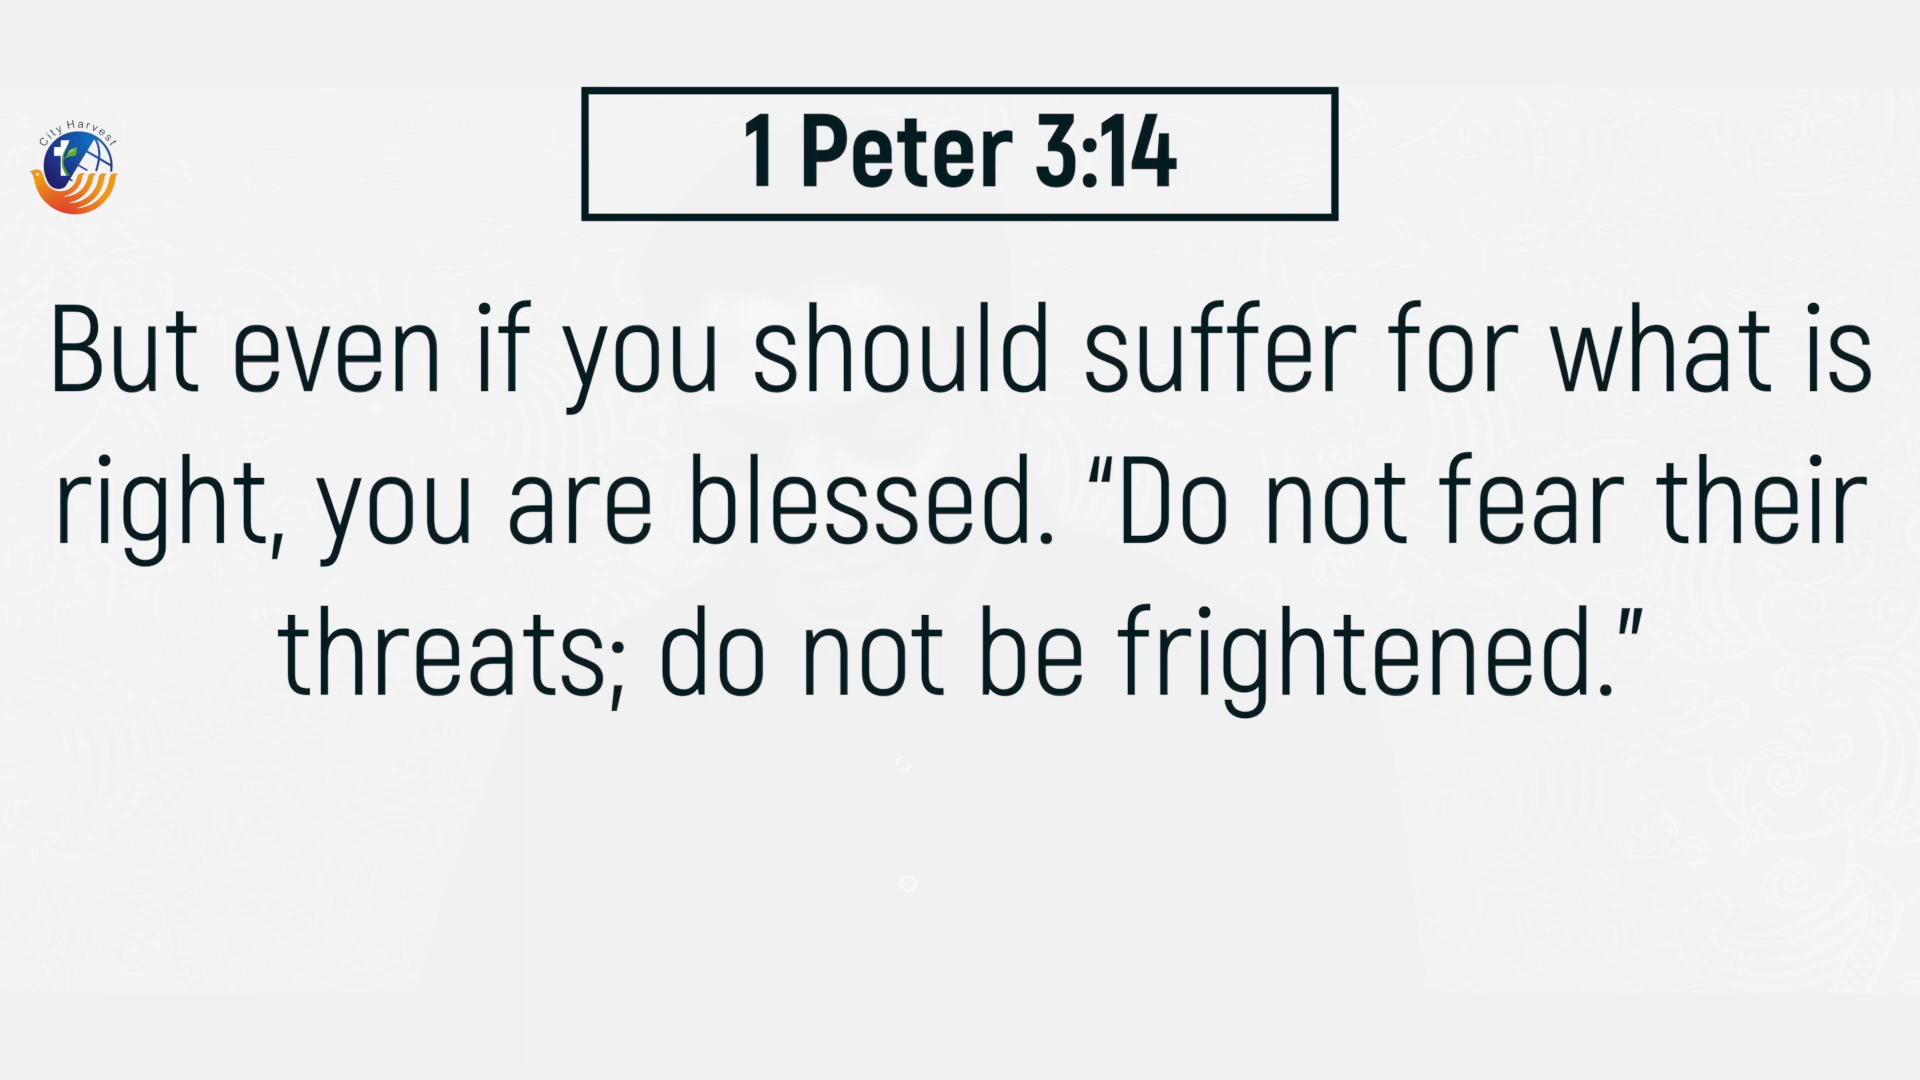 City Harvest
1 Peter 3:14
But even if you should suffer for what is
right, you are blessed. “Do not fear their
threats; do not be frightened.”